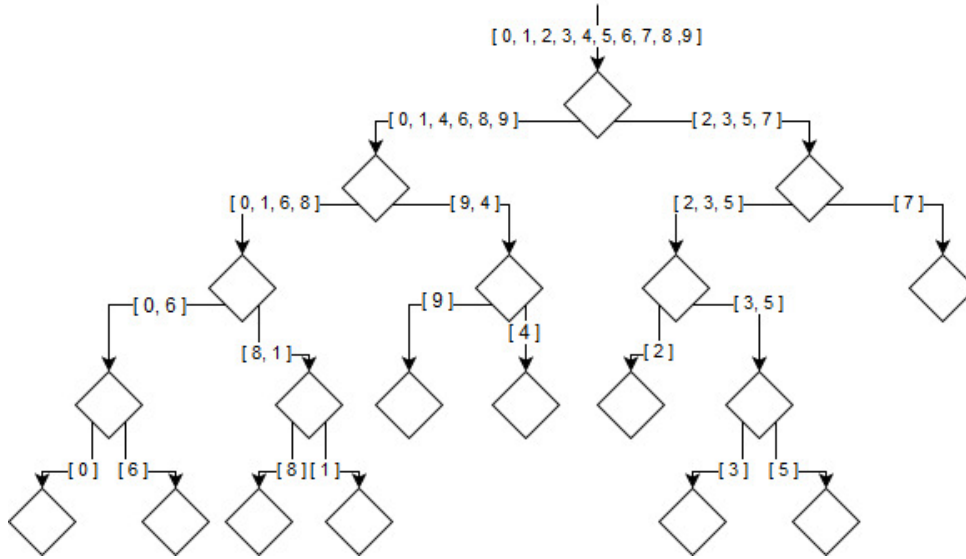 [ 0, 1, 2, 3, 4, 5, 6, 7, 8 ,9 ]
[ 0, 1, 4, 6, 8, 9 ]
[ 2, 3, 5, 7 ]
[ 0, 1, 6, 8 ]
[ 9, 4 ]
[ 2, 3, 5 ]
[ 7 ]
[ 0, 6 ]
[ 9 ]
[ 3, 5 ]
[ 4 ]
[ 8, 1 ]
[ 2 ]
[ 0 ]
[ 6 ]
[ 8 ]
[ 1 ]
[ 3 ]
[ 5 ]